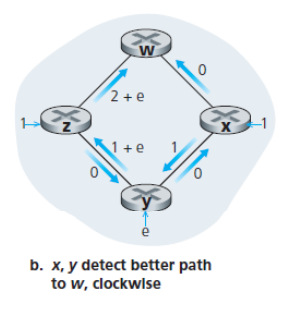 w
0
2 + e
1
z
x
1
1 + e
1
0
0
y
e
b. x, y detect better path
to w, clockwise